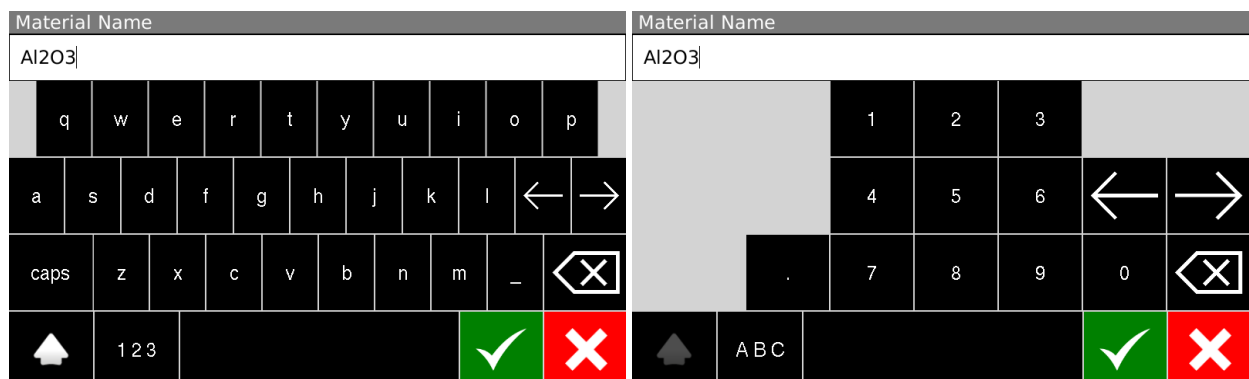 Material Name
Al2O3
q w e r t y u i o p
a s d f g h j k l
caps z x c v b n m _
123
Material Name
Al2O3
1 2 3
4 5 6
. 7 8 9 0
ABC